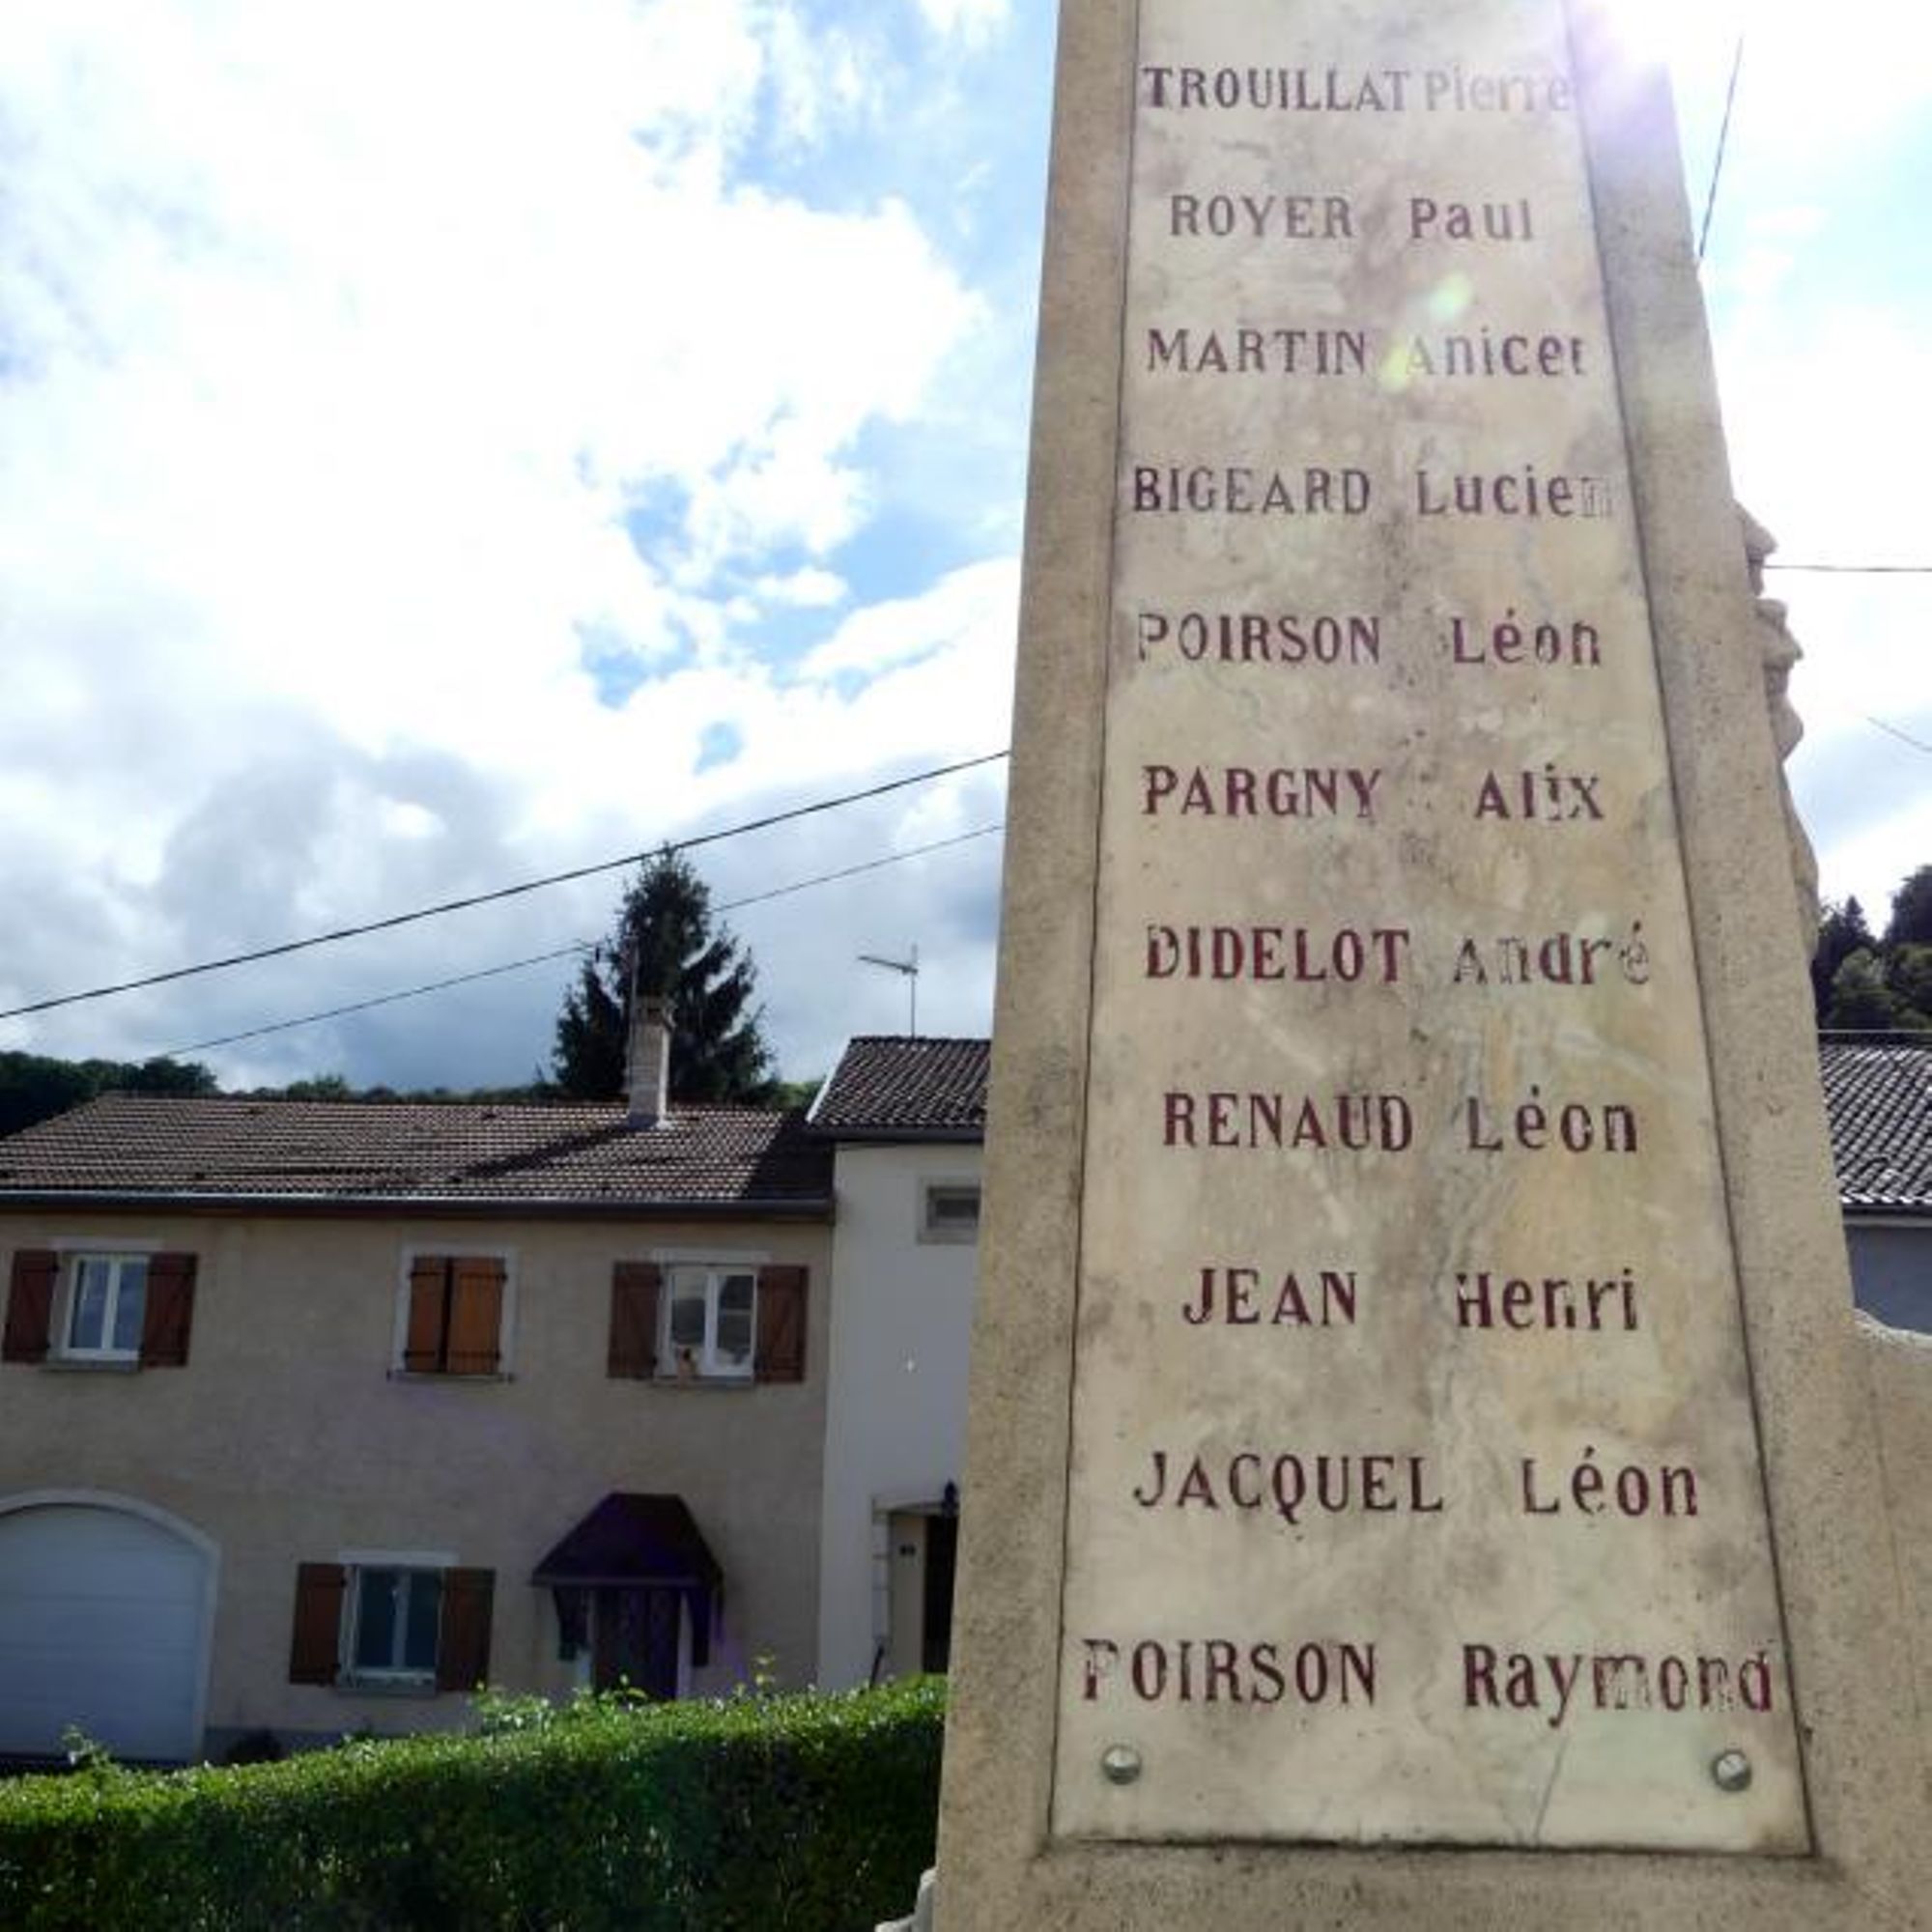 TROUILLAT Pierre
ROYER Paul
MARTIN Anicet
BIGEARD Lucien
POIRSON Léon
PARGNY Alix
DIDELOT André
RENAUD Léon
JEAN Henri
JACQUEL Léon
POIRSON Raymond